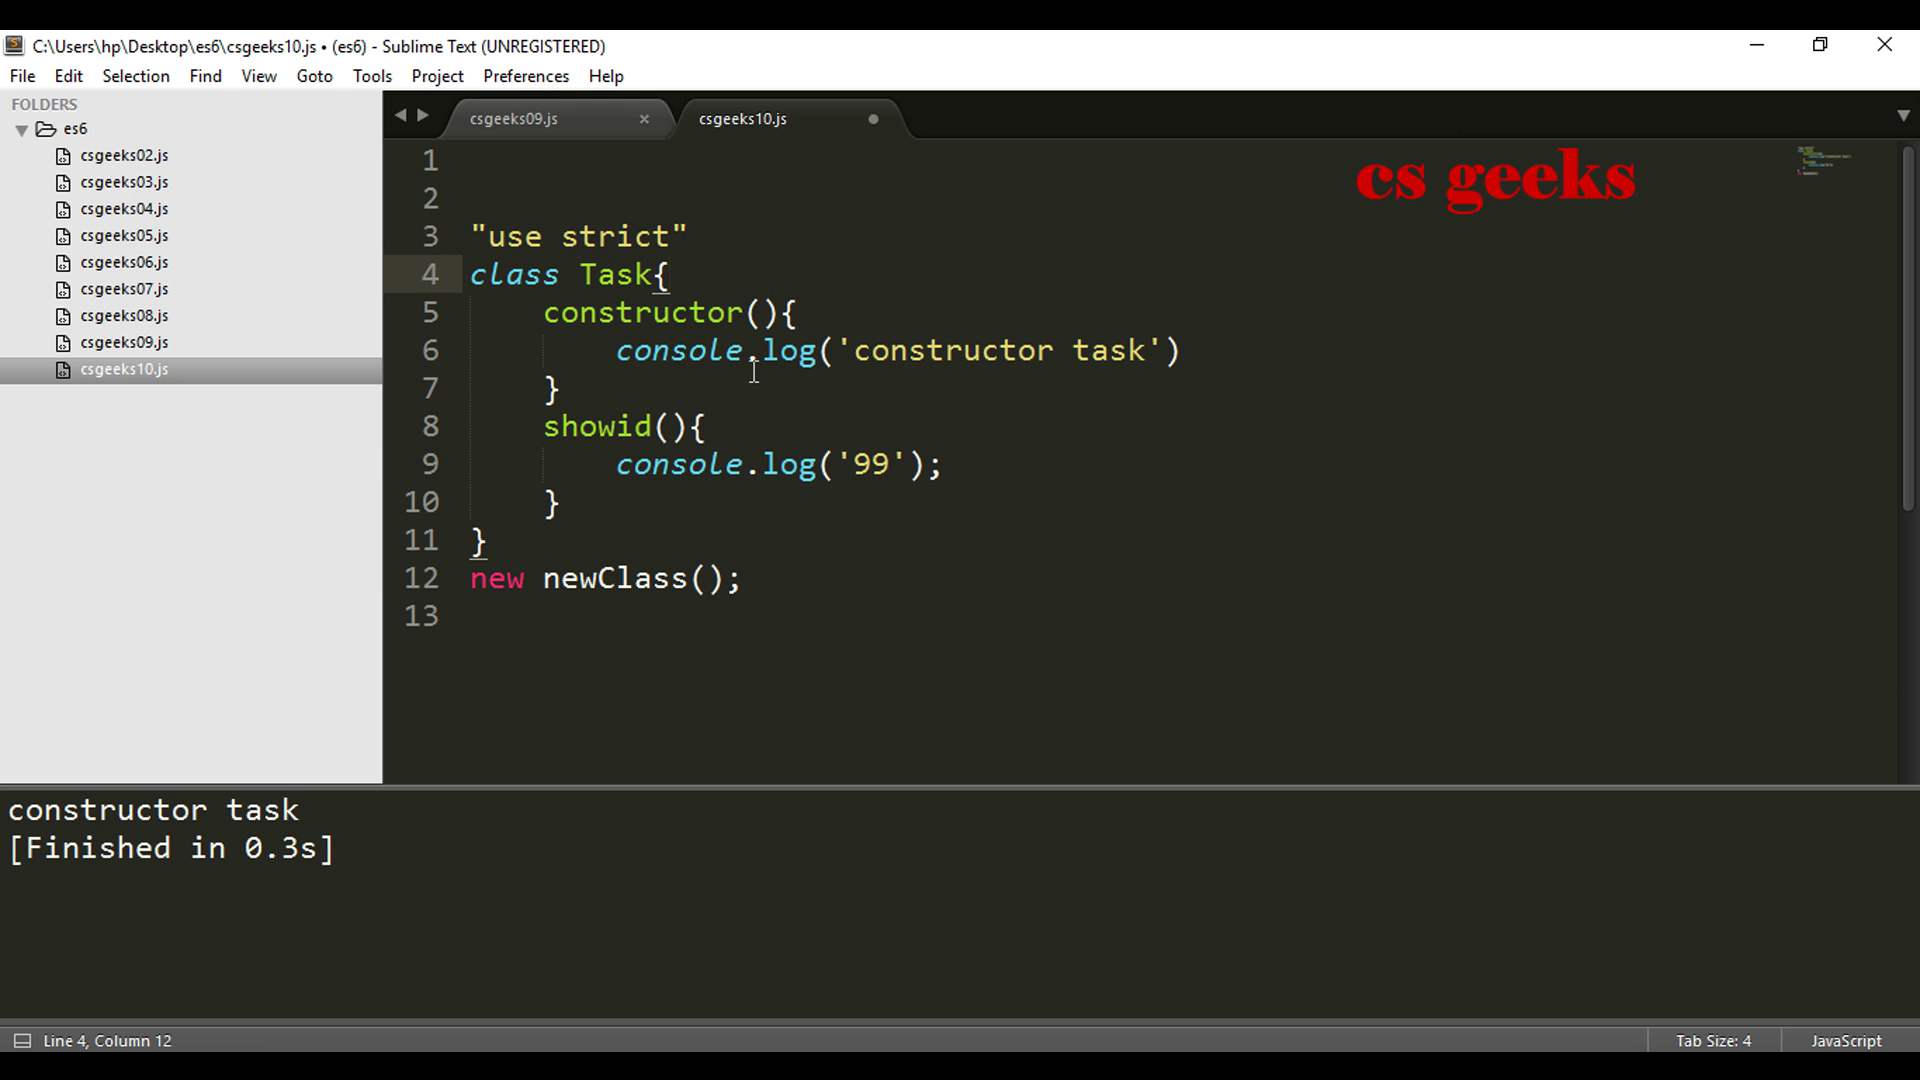 C:\Users\hp\Desktop\es6\csgeeks10.js • (es6) - Sublime Text (UNREGISTERED)
File Edit Selection Find View Goto Tools Project Preferences Help
FOLDERS
es6
csgeeks02.js
csgeeks03.js
csgeeks04.js
csgeeks05.js
csgeeks06.js
csgeeks07.js
csgeeks08.js
csgeeks09.js
csgeeks10.js
csgeeks09.js × csgeeks10.js
cs geeks
1
2
3 "use strict"
4 class Task{
5 constructor(){
6 console.log('constructor task')
7 }
8 showid(){
9 console.log('99');
10 }
11 }
12 new newClass();
13
constructor task
[Finished in 0.3s]
Line 4, Column 12 Tab Size: 4 JavaScript